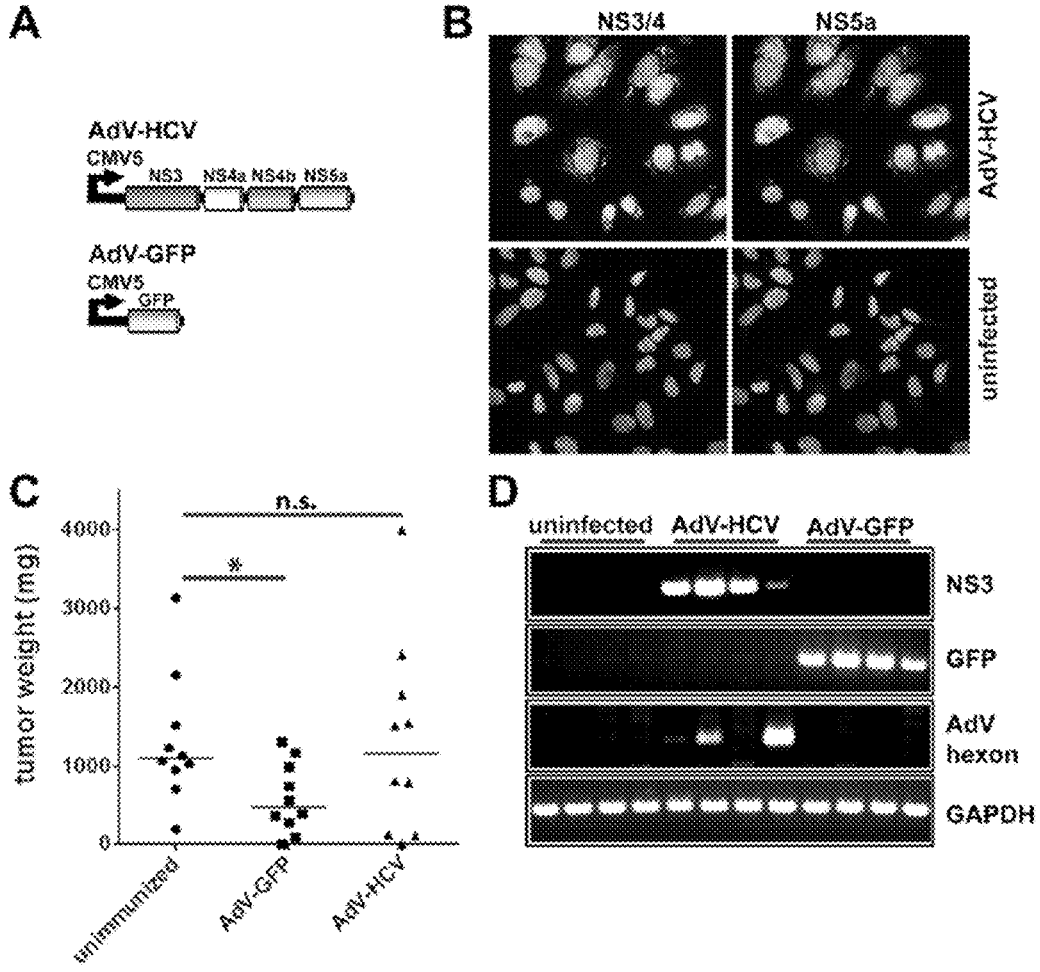 A
AdV-HCV
CMV5
NS3 NS4a NS4b NS5a
AdV-GFP
CMV5
GFP
B
NS3/4 NS5a
AdV-HCV
uninfected
C
n.s.
*
tumor weight (mg)
4000
3000
2000
1000
0
unimmunized
AdV-GFP
AdV-HCV
D
uninfected AdV-HCV AdV-GFP
NS3
GFP
AdV
hexon
GAPDH